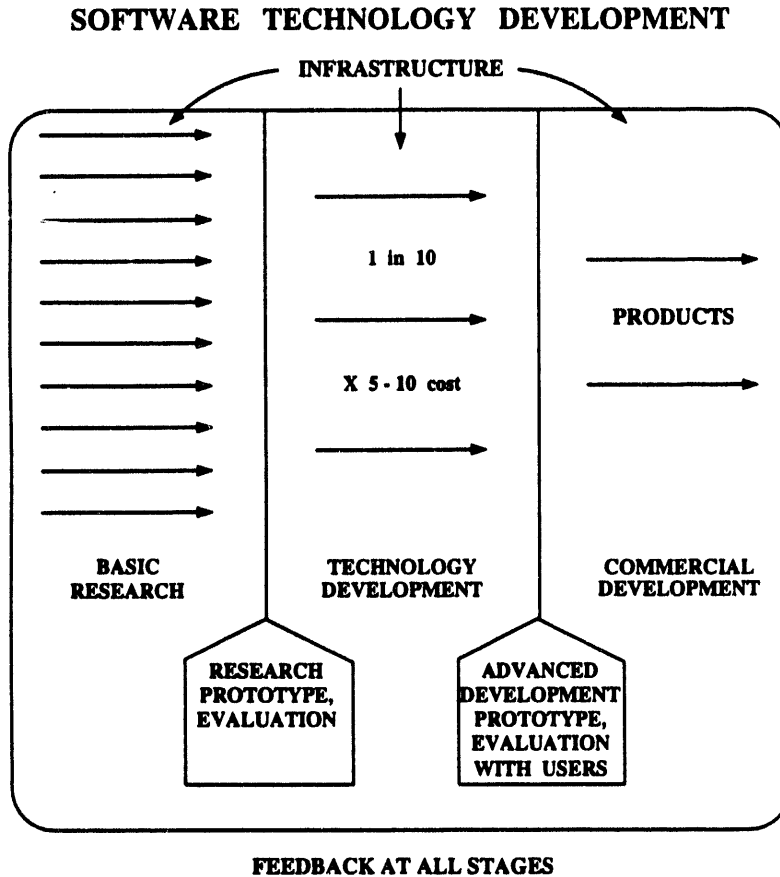 SOFTWARE TECHNOLOGY DEVELOPMENT
INFRASTRUCTURE
1 in 10
PRODUCTS
X 5 - 10 cost
BASIC
RESEARCH
TECHNOLOGY
DEVELOPMENT
COMMERCIAL
DEVELOPMENT
RESEARCH
PROTOTYPE,
EVALUATION
ADVANCED
DEVELOPMENT
PROTOTYPE,
EVALUATION
WITH USERS
FEEDBACK AT ALL STAGES